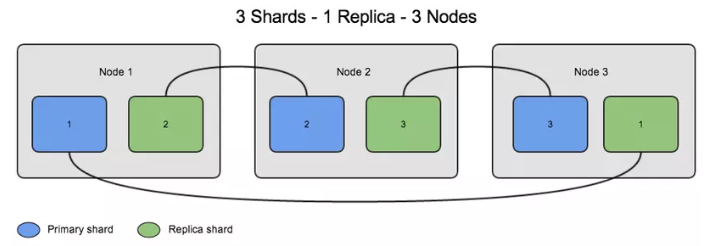 3 Shards - 1 Replica - 3 Nodes
Node 1
Node 2
Node 3
1
2
2
3
3
1
Primary shard
Replica shard